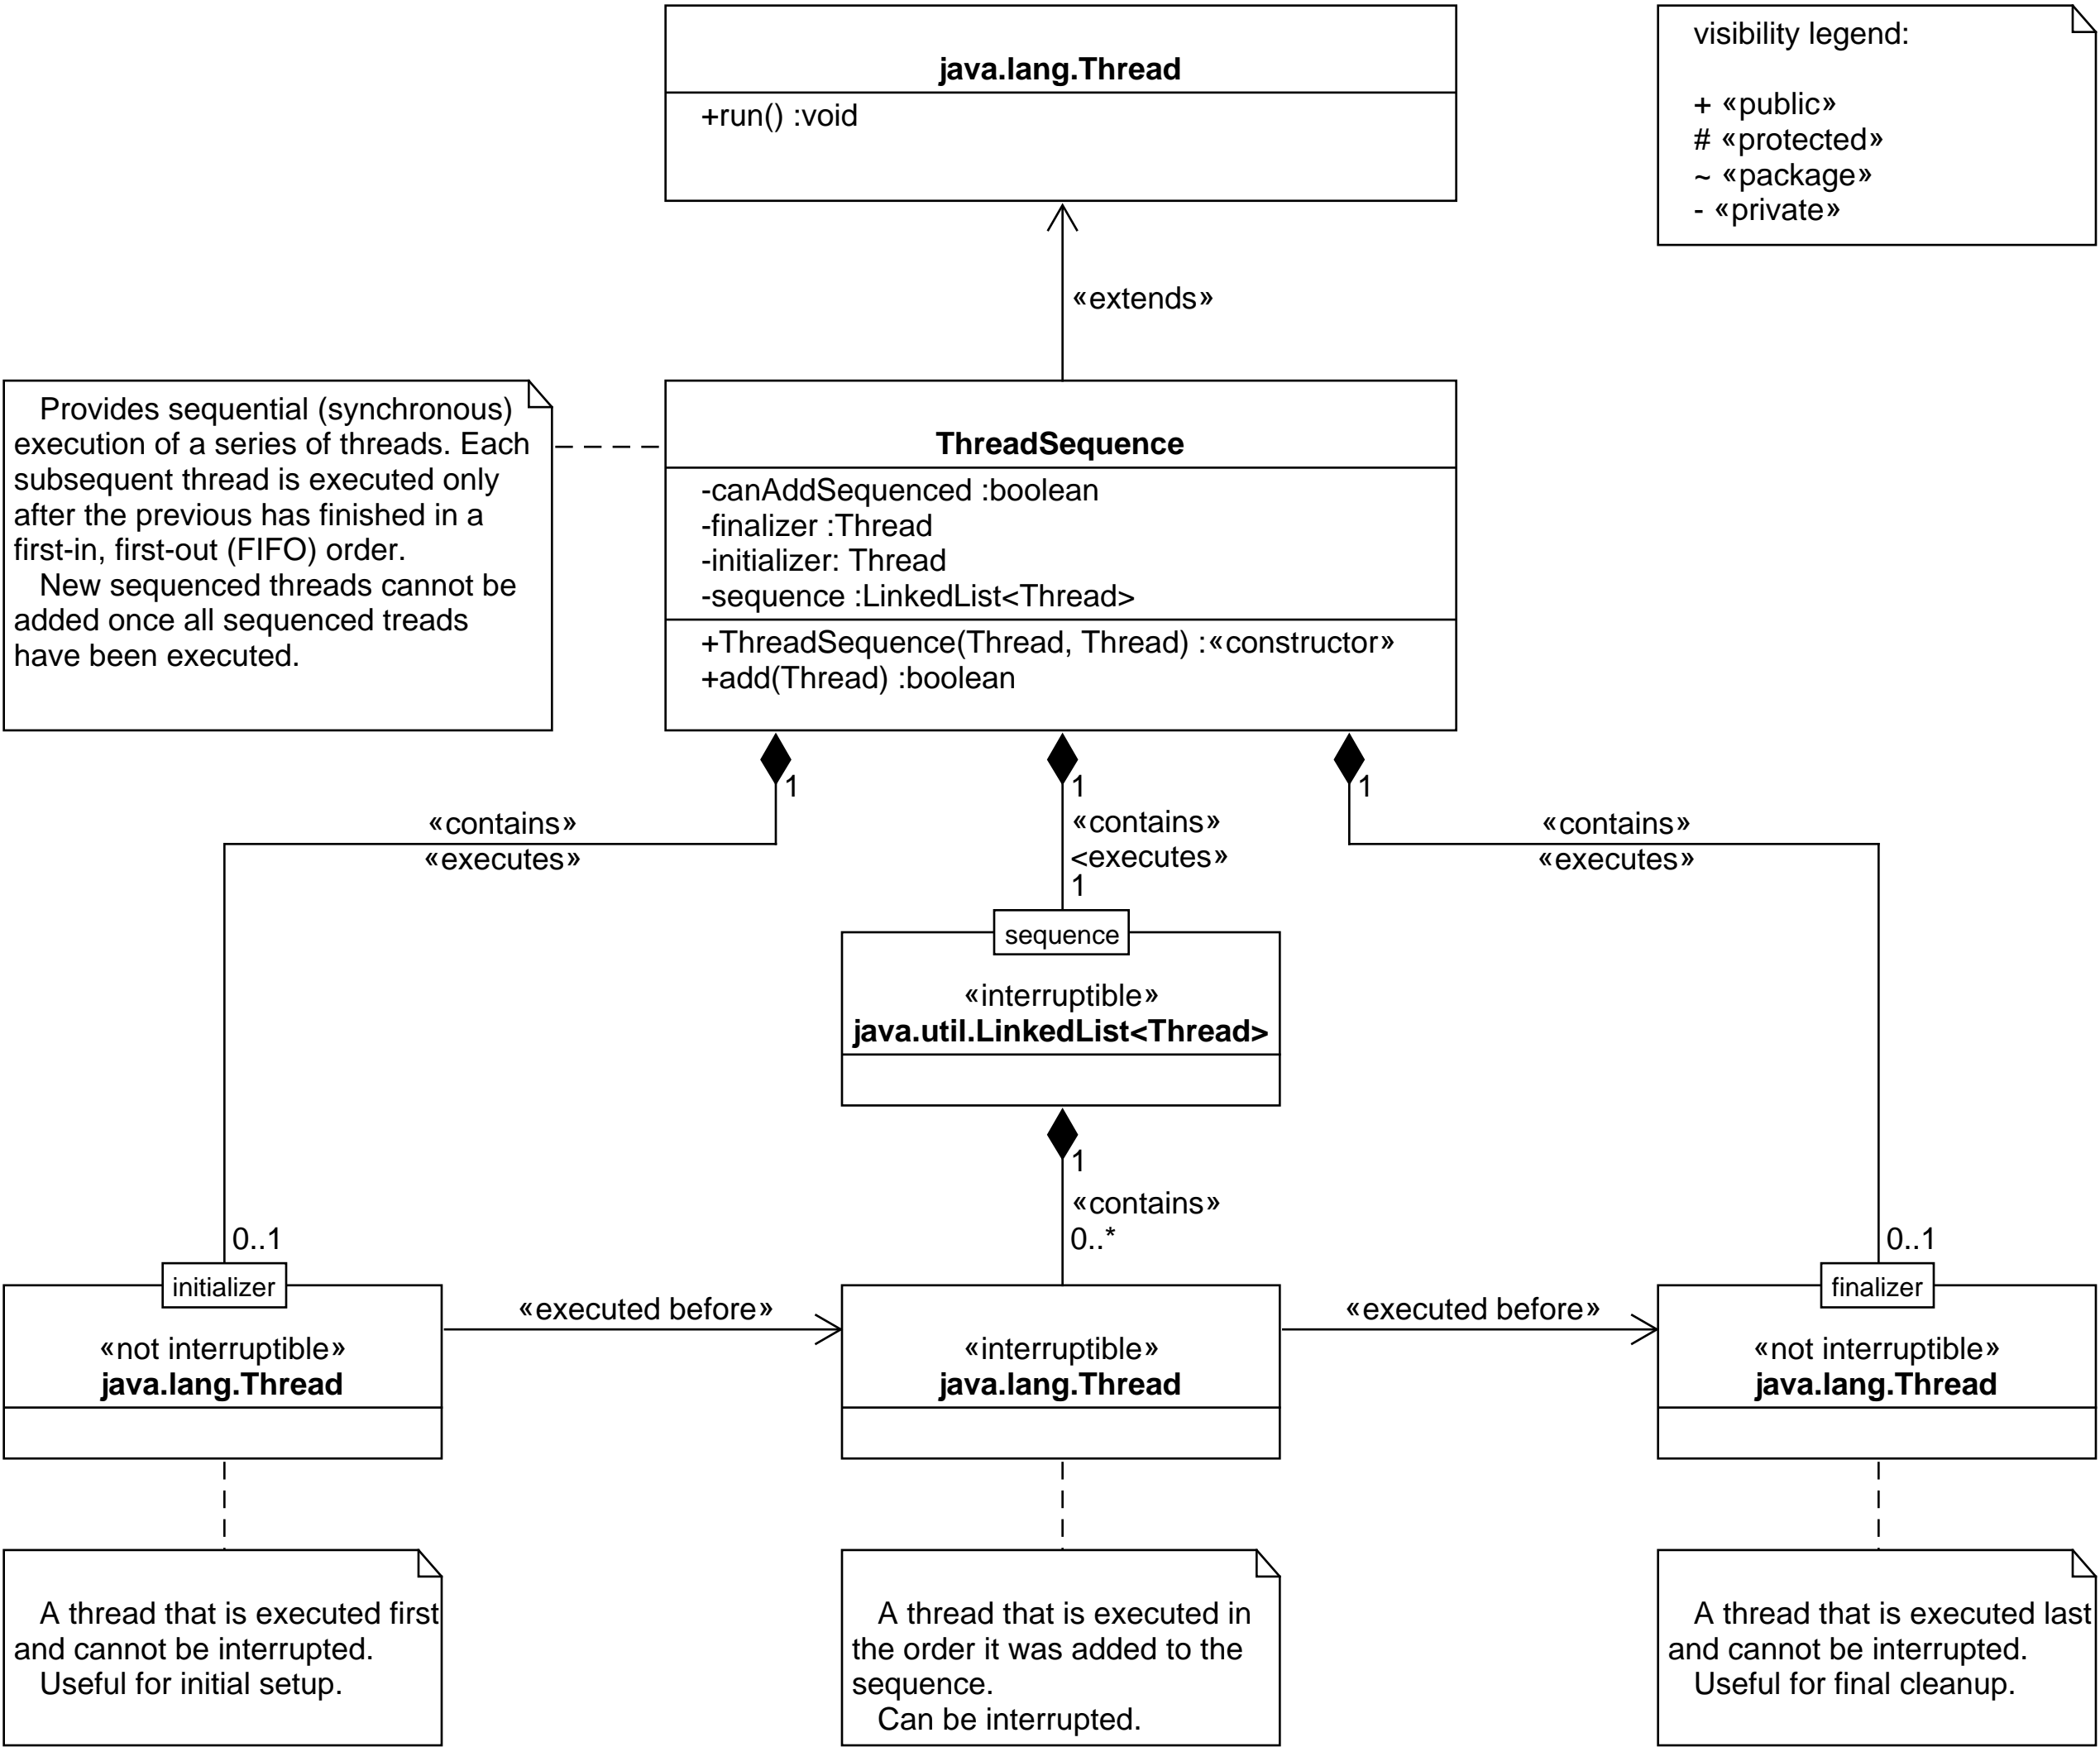 java.lang.Thread
+run() :void
visibility legend:
+ «public»
# «protected»
~ «package»
- «private»
«extends»
Provides sequential (synchronous)
execution of a series of threads. Each
subsequent thread is executed only
after the previous has finished in a
first-in, first-out (FIFO) order.
New sequenced threads cannot be
added once all sequenced treads
have been executed.
ThreadSequence
-canAddSequenced :boolean
-finalizer :Thread
-initializer: Thread
-sequence :LinkedList<Thread>
+ThreadSequence(Thread, Thread) :«constructor»
+add(Thread) :boolean
1
1
1
«contains»
«executes»
«contains»
<executes»
1
«contains»
«executes»
sequence
«interruptible»
java.util.LinkedList<Thread>
1
«contains»
0..*
0..1
0..1
initializer
«not interruptible»
java.lang.Thread
«executed before»
«interruptible»
java.lang.Thread
«executed before»
finalizer
«not interruptible»
java.lang.Thread
A thread that is executed first
and cannot be interrupted.
Useful for initial setup.
A thread that is executed in
the order it was added to the
sequence.
Can be interrupted.
A thread that is executed last
and cannot be interrupted.
Useful for final cleanup.